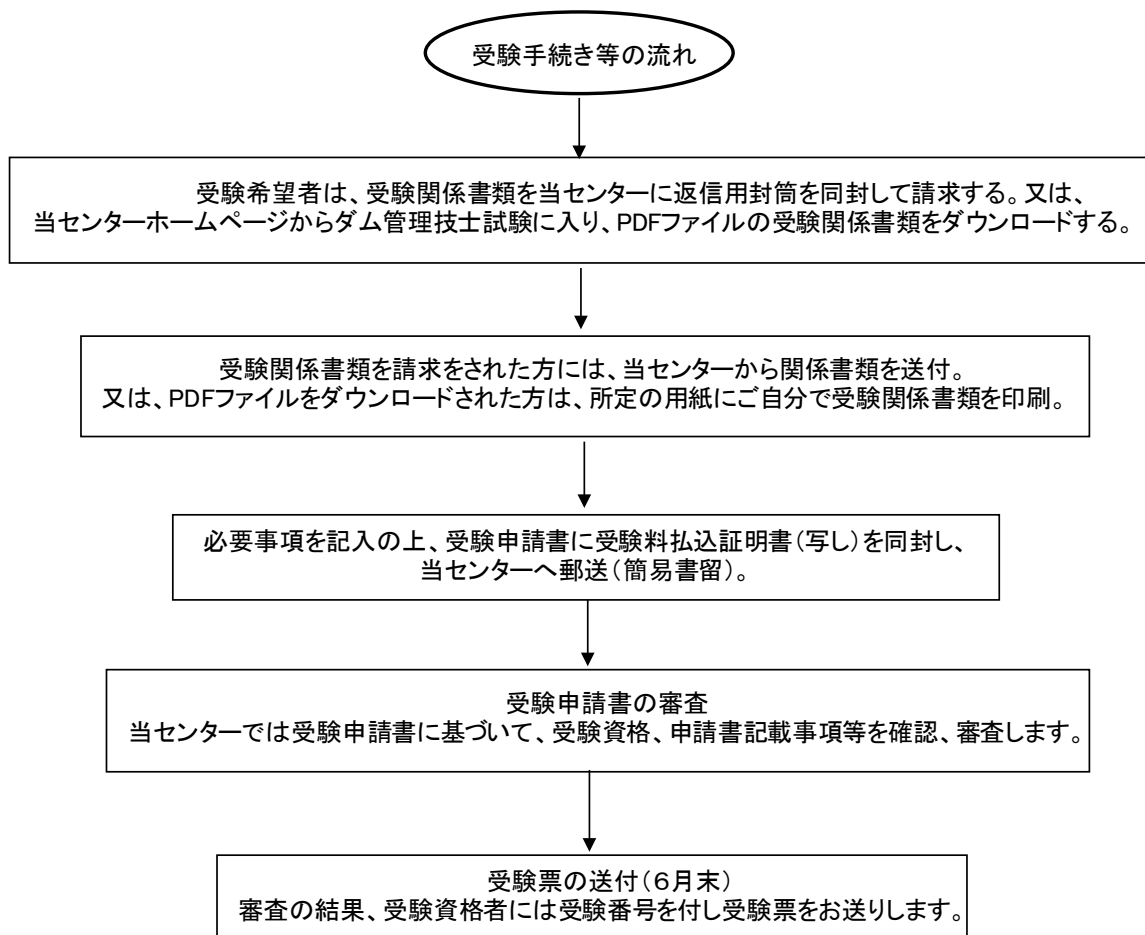 受験手続き等の流れ
受験希望者は、受験関係書類を当センターに返信用封筒を同封して請求する。又は、
当センターホームページからダム管理技士試験に入り、PDFファイルの受験関係書類をダウンロードする。
受験関係書類を請求をされた方には、当センターから関係書類を送付。
又は、PDFファイルをダウンロードされた方は、所定の用紙にご自分で受験関係書類を印刷。
必要事項を記入の上、受験申請書に受験料払込証明書(写し)を同封し、
当センターへ郵送(簡易書留)。
受験申請書の審査
当センターでは受験申請書に基づいて、受験資格、申請書記載事項等を確認、審査します。
受験票の送付(6月末)
審査の結果、受験資格者には受験番号を付し受験票をお送りします。